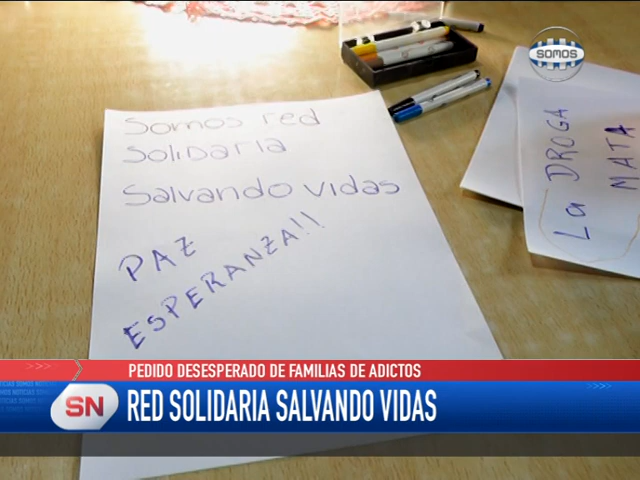 SOMOS
Somos red
Solidaria
Salvando vidas
PAZ
ESPERANZA!!
La DROGA
MATA
PEDIDO DESESPERADO DE FAMILIAS DE ADICTOS
SN
RED SOLIDARIA SALVANDO VIDAS